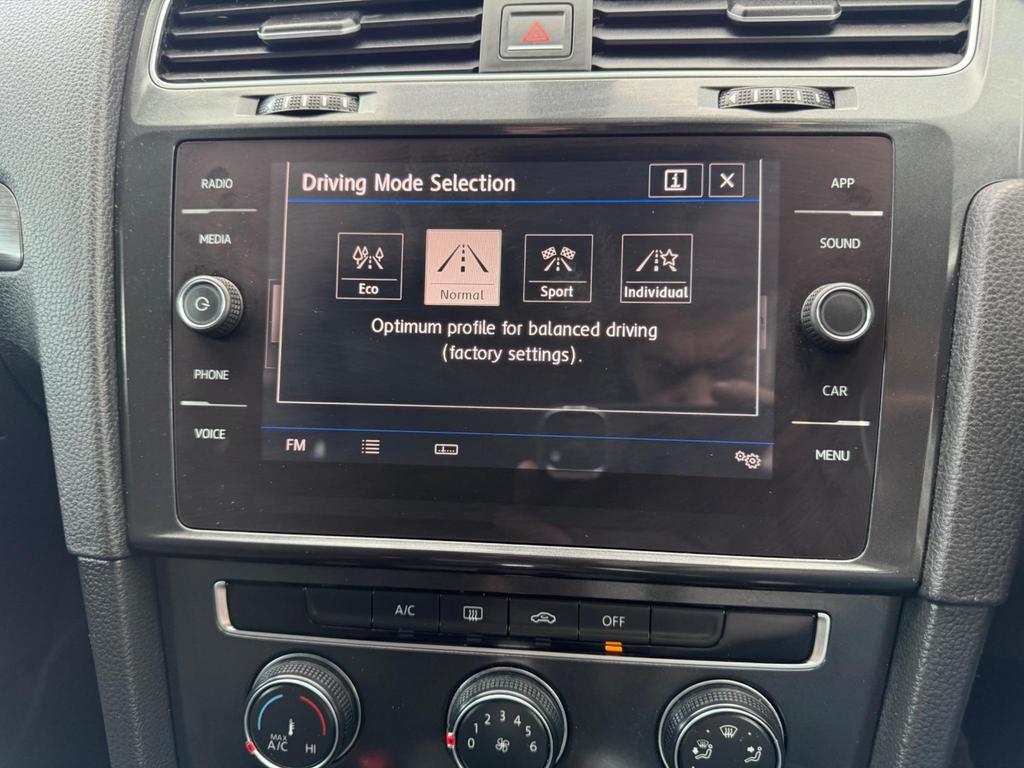 RADIO
MEDIA
PHONE
VOICE
Driving Mode Selection
i
Eco
Normal
Sport
Individual
Optimum profile for balanced driving
(factory settings).
FM
APP
SOUND
CAR
MENU
A/C
OFF
MAX
A/C HI
0 1 2 3 4 5 6